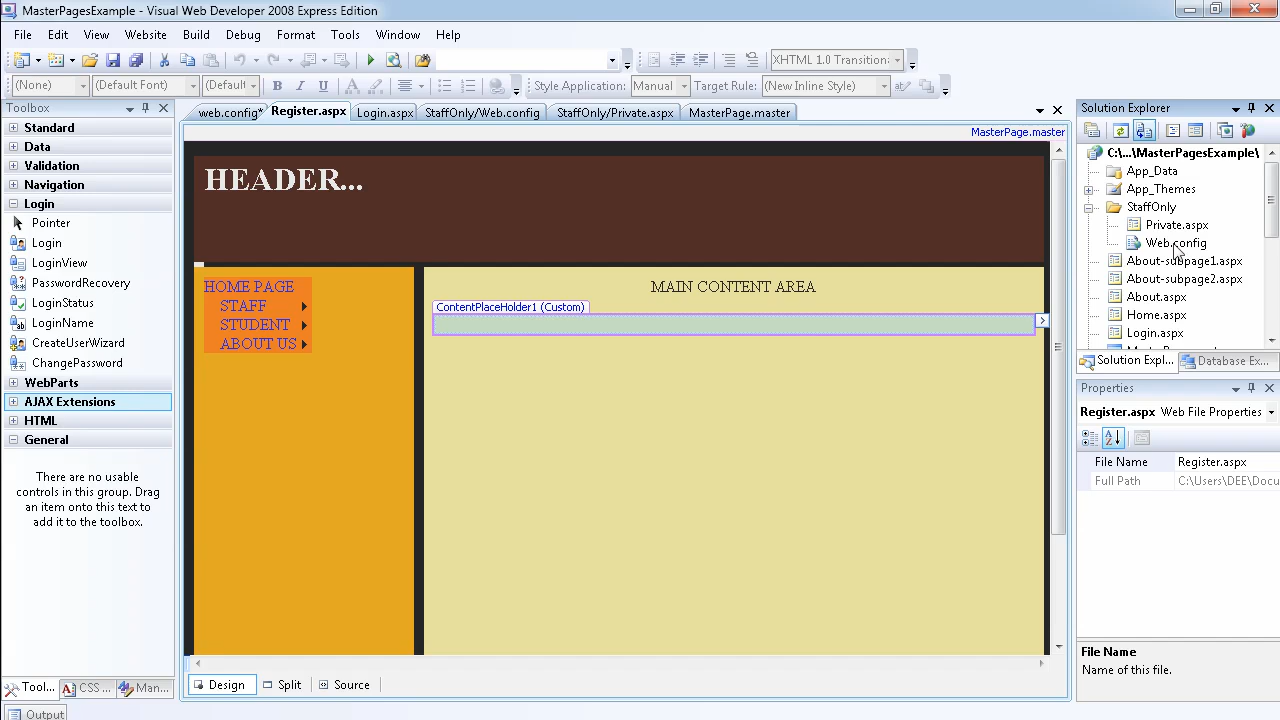 MasterPagesExample - Visual Web Developer 2008 Express Edition
File Edit View Website Build Debug Format Tools Window Help
XHTML 1.0 Transition:
(None) (Default Font) (Defaul B I U A Style Application: Manual Target Rule: (New Inline Style)
Toolbox
Standard
Data
Validation
Navigation
Login
Pointer
Login
LoginView
PasswordRecovery
LoginStatus
LoginName
CreateUserWizard
ChangePassword
WebParts
AJAX Extensions
HTML
General
There are no usable
controls in this group. Drag
an item onto this text to
add it to the toolbox.
Tool... CSS ... Man...
Output
web.config* Register.aspx Login.aspx StaffOnly/Web.config StaffOnly/Private.aspx MasterPage.master
MasterPage.master
HEADER...
HOME PAGE
STAFF
STUDENT
ABOUT US
MAIN CONTENT AREA
ContentPlaceHolder1 (Custom)
Design Split Source
Solution Explorer
C:\...\MasterPagesExample\
App_Data
App_Themes
StaffOnly
Private.aspx
Web.config
About-subpage1.aspx
About-subpage2.aspx
About.aspx
Home.aspx
Login.aspx
Solution Expl... Database Ex...
Properties
Register.aspx Web File Properties
File Name Register.aspx
Full Path C:\Users\DEE\Docu
File Name
Name of this file.